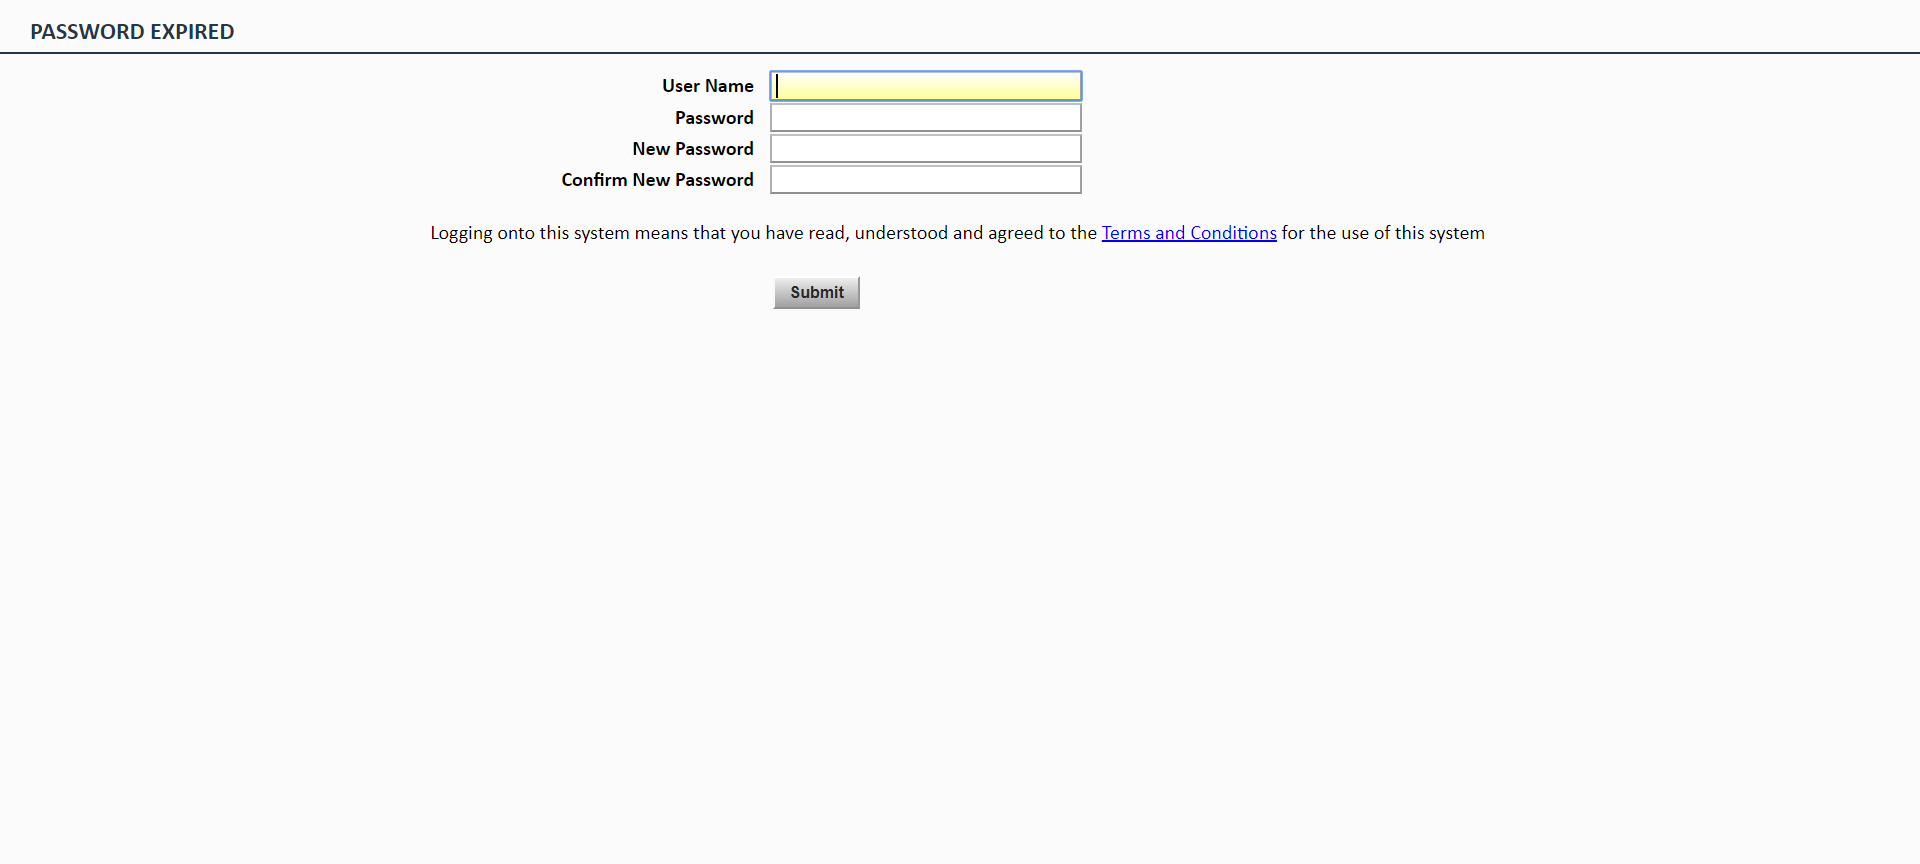 PASSWORD EXPIRED
User Name
Password
New Password
Confirm New Password
Logging onto this system means that you have read, understood and agreed to the Terms and Conditions for the use of this system
Submit